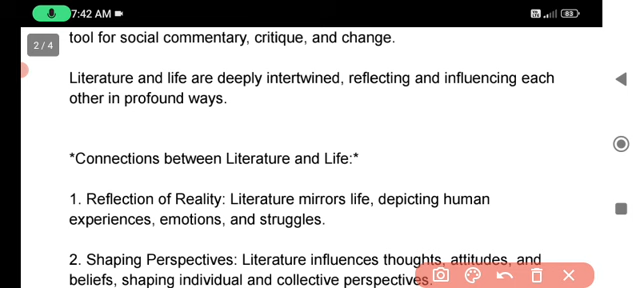 7:42 AM
83
2 / 4
tool for social commentary, critique, and change.
Literature and life are deeply intertwined, reflecting and influencing each
other in profound ways.
*Connections between Literature and Life:*
1. Reflection of Reality: Literature mirrors life, depicting human
experiences, emotions, and struggles.
2. Shaping Perspectives: Literature influences thoughts, attitudes, and
beliefs, shaping individual and collective perspectives.